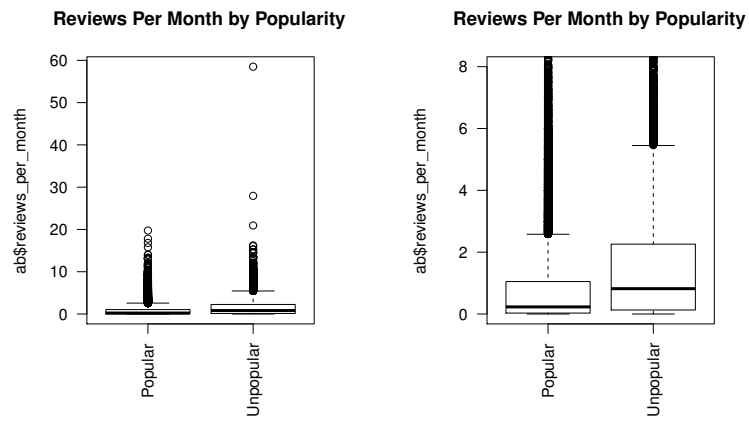 Reviews Per Month by Popularity
ab$reviews_per_month
60
50
40
30
20
10
0
Popular
Unpopular
Reviews Per Month by Popularity
ab$reviews_per_month
8
6
4
2
0
Popular
Unpopular